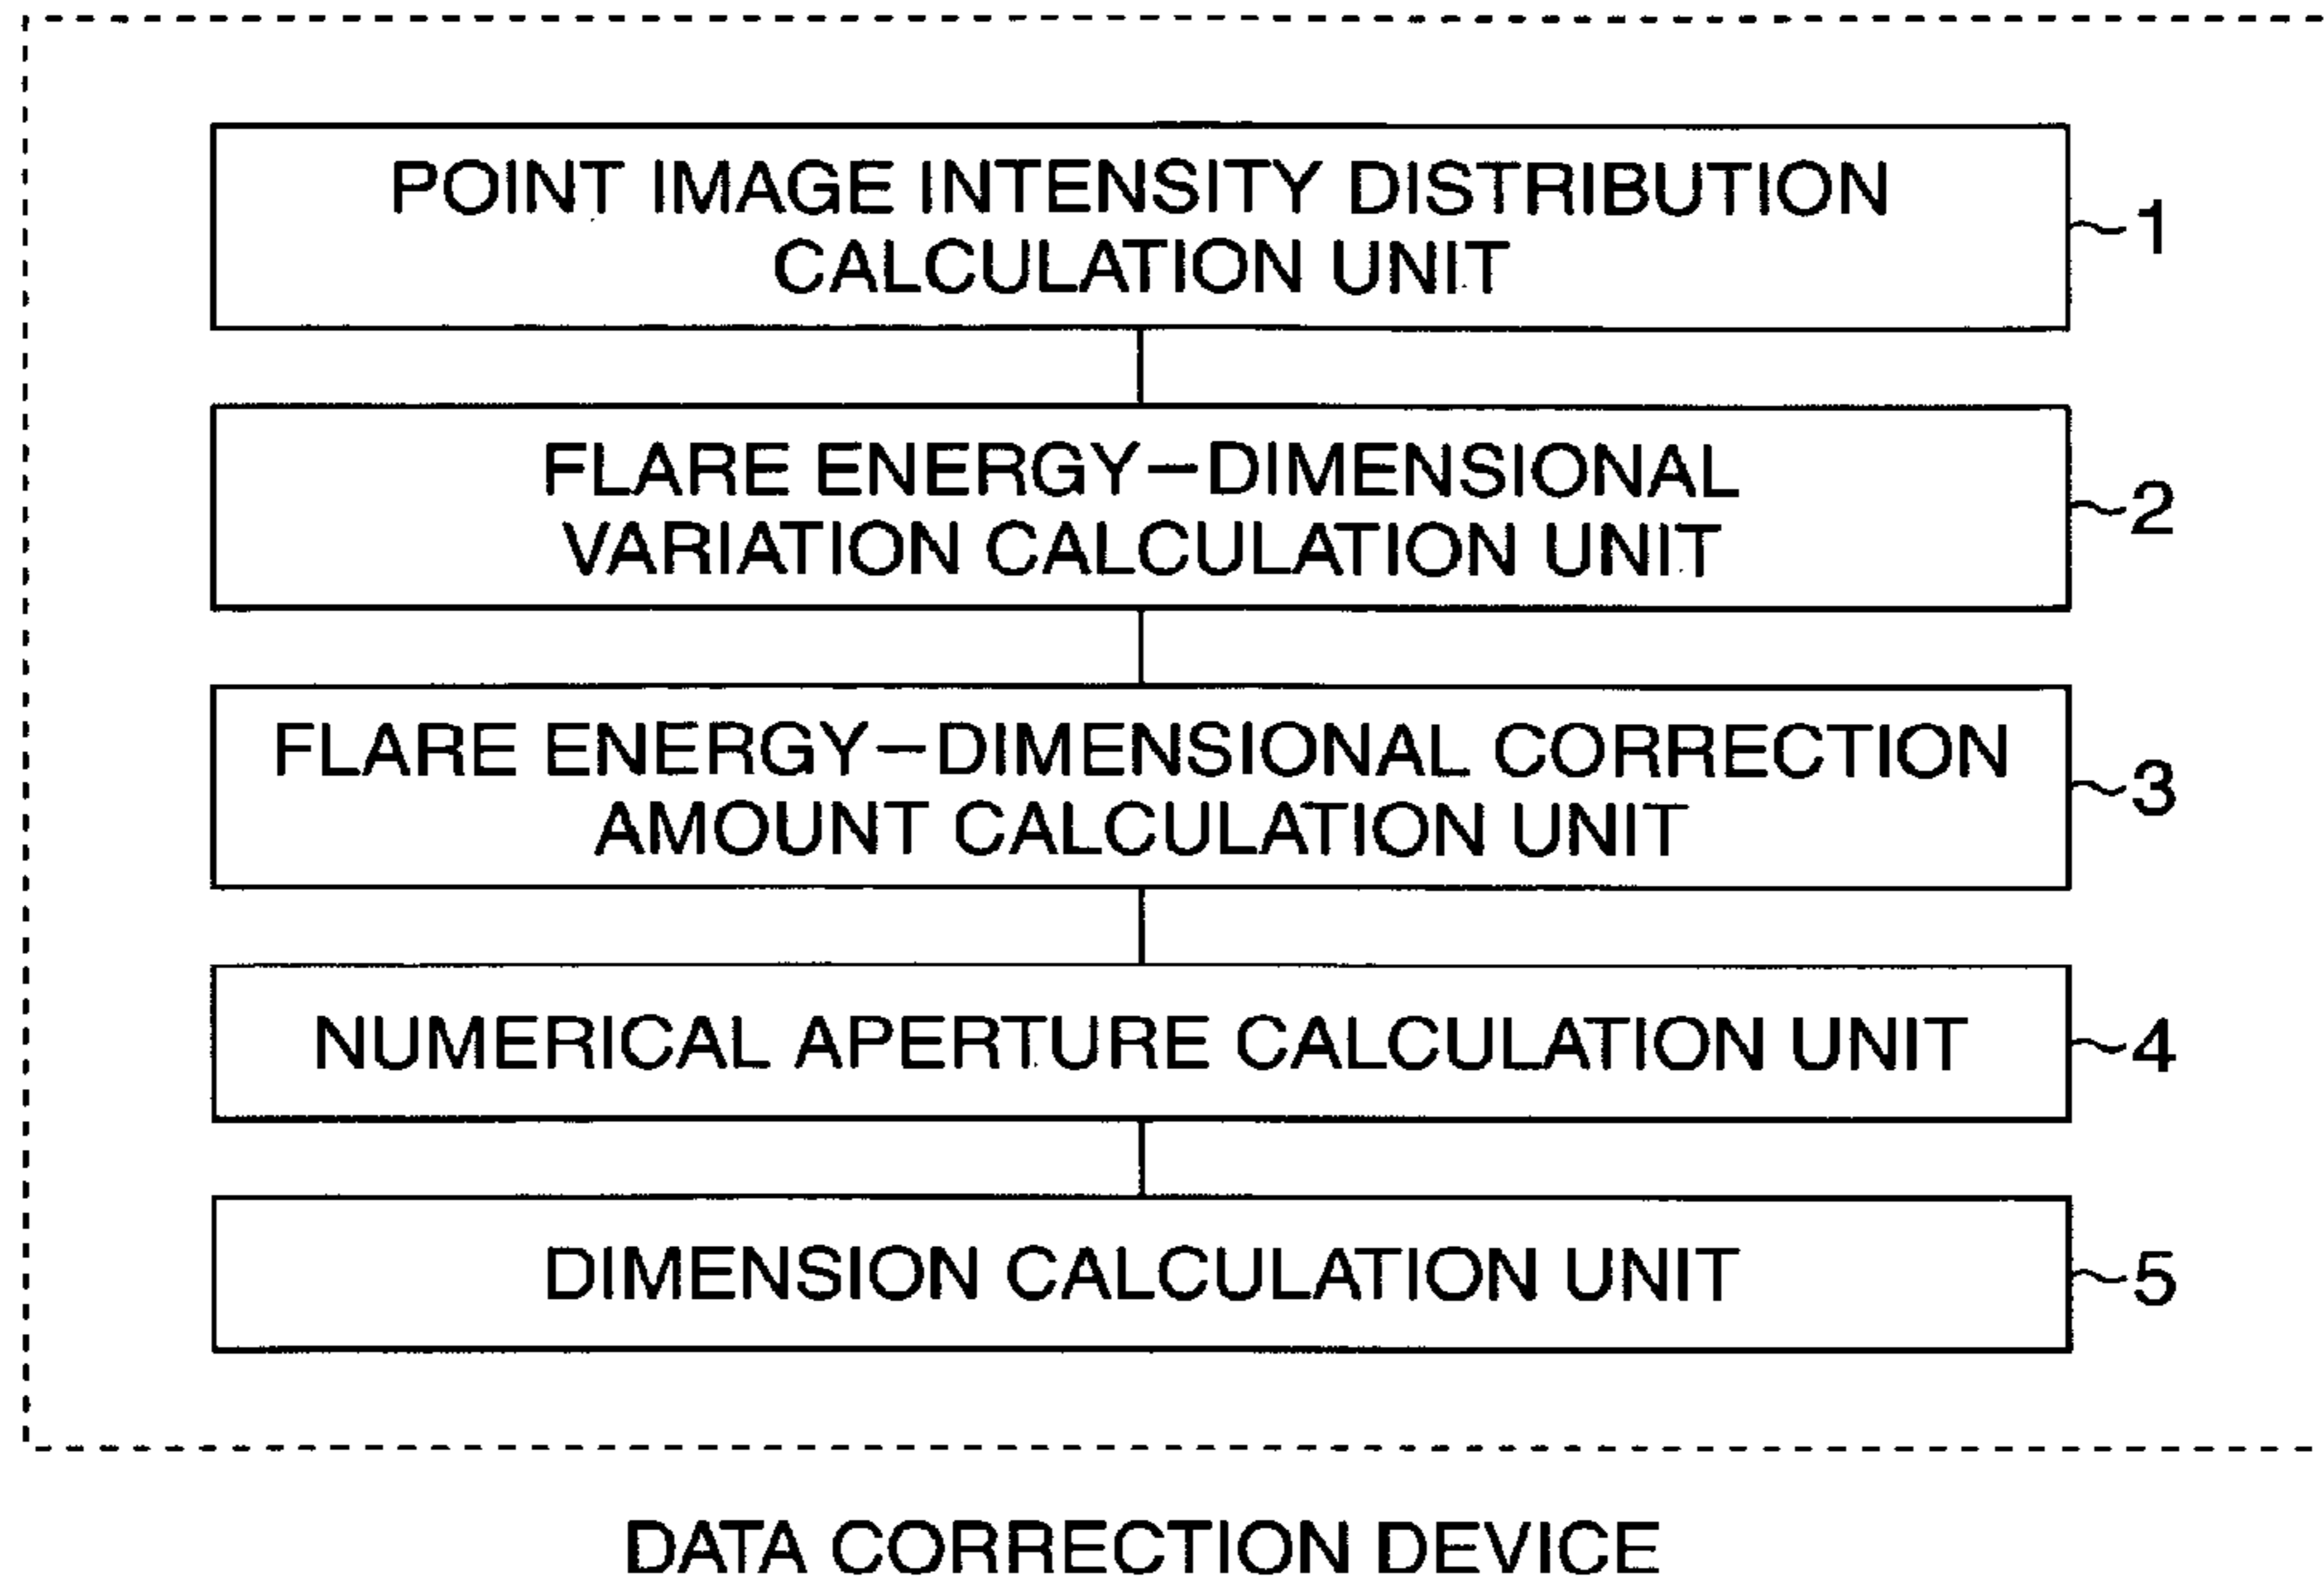 POINT IMAGE INTENSITY DISTRIBUTION
CALCULATION UNIT
1
FLARE ENERGY—DIMENSIONAL
VARIATION CALCULATION UNIT
2
FLARE ENERGY—DIMENSIONAL CORRECTION
AMOUNT CALCULATION UNIT
3
NUMERICAL APERTURE CALCULATION UNIT
4
DIMENSION CALCULATION UNIT
5
DATA CORRECTION DEVICE